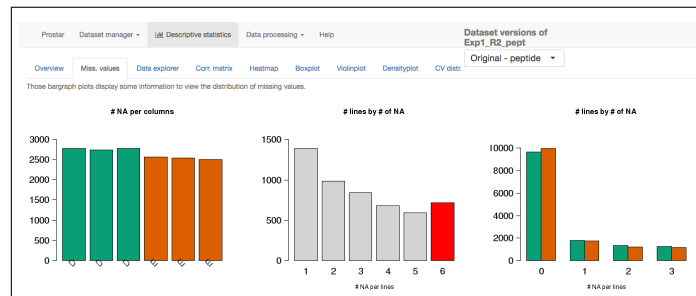 Prostar Dataset manager Descriptive statistics Data processing Help
Dataset versions of
Exp1_R2_pept
Original - peptide
Overview Miss. values Data explorer Corr. matrix Heatmap Boxplot Violinplot Densityplot CV distr.
Those bargraph plots display some information to view the distribution of missing values.
# NA per columns
3000
2500
2000
1500
1000
500
0
D D D E E E
# lines by # of NA
1500
1000
500
0
1 2 3 4 5 6
# NA per lines
# lines by # of NA
10000
8000
6000
4000
2000
0
0 1 2 3
# NA per lines